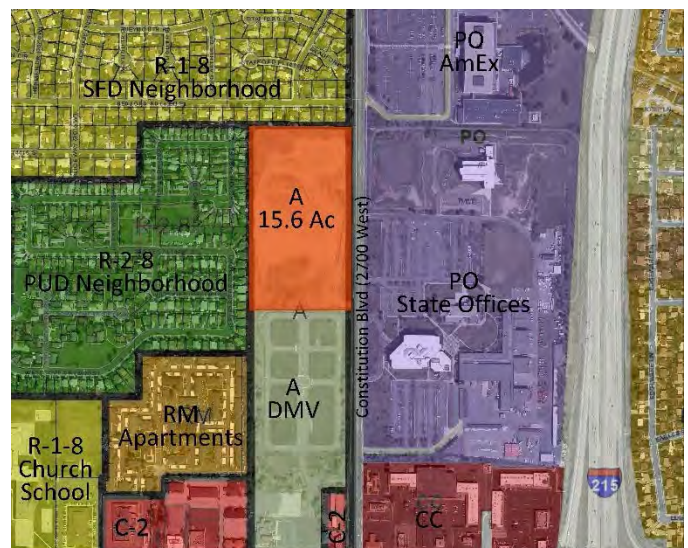 PO
AmEx
R-1-8
SFD Neighborhood
PO
A
15.6 Ac
Constitution Blvd (2700 West)
R-2-8
PUD Neighborhood
PO
State Offices
A
A
DMV
RM
Apartments
R-1-8
Church
School
C-2
C-2
CC
215